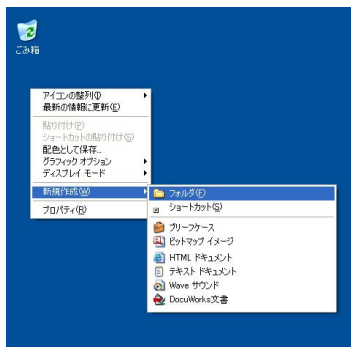 ごみ箱
アイコンの整列(I)
最新の情報に更新(E)
貼り付け(P)
ショートカットの貼り付け(S)
配色として保存...
グラフィック オプション
ディスプレイ モード
新規作成(W)
プロパティ(R)
フォルダ(F)
ショートカット(S)
ブリーフケース
ビットマップ イメージ
HTML ドキュメント
テキスト ドキュメント
Wave サウンド
DocuWorks文書